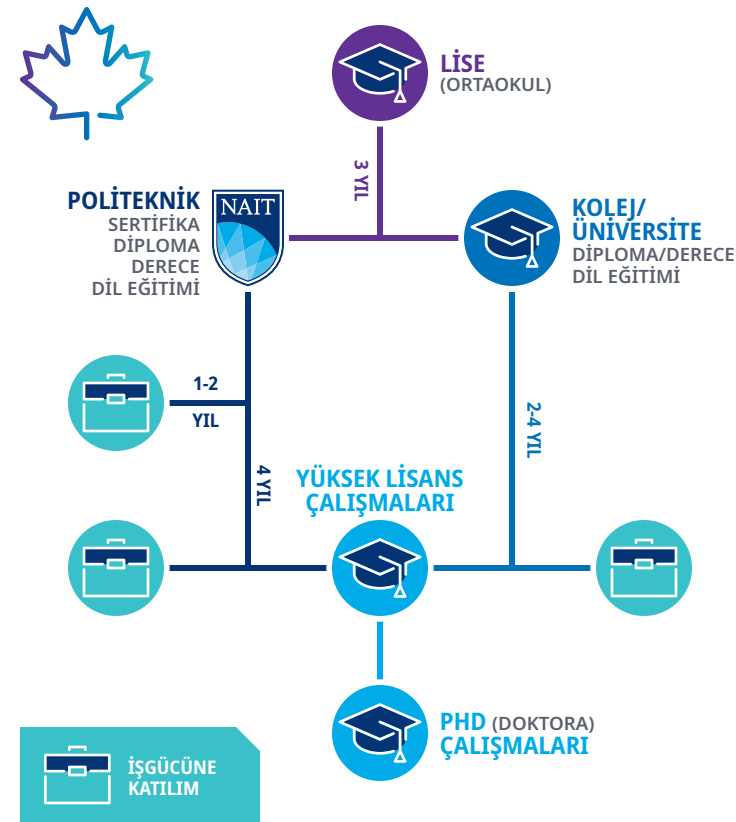 LİSE
(ORTAOKUL)
3 YIL
POLİTEKNİK
SERTİFİKA
DİPLOMA
DERECE
DİL EĞİTİMİ
NAIT
KOLEJ/
ÜNİVERSİTE
DİPLOMA/DERECE
DİL EĞİTİMİ
1-2
YIL
4 YIL
2-4 YIL
YÜKSEK LİSANS
ÇALIŞMALARI
PHD (DOKTORA)
ÇALIŞMALARI
İŞGÜCÜNE
KATILIM